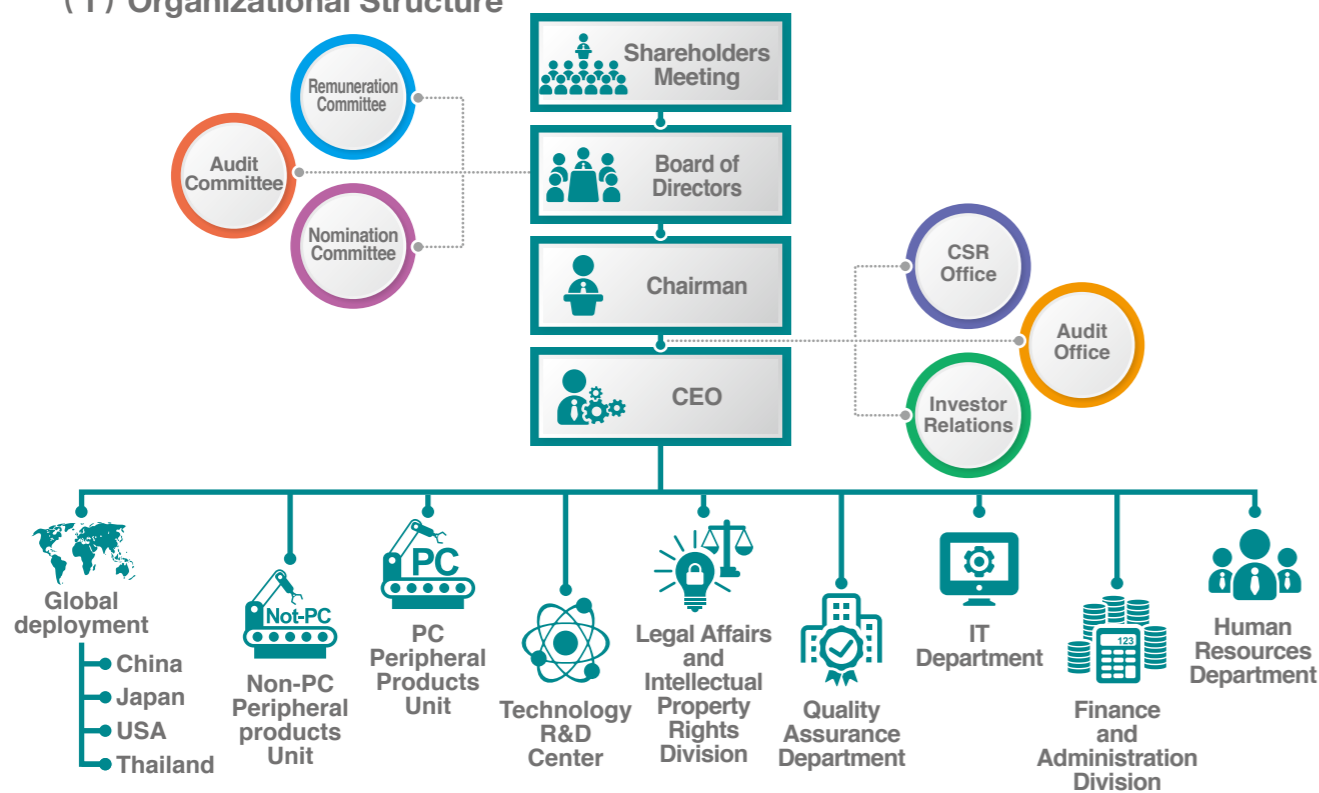 ( 1 ) Organizational Structure
Shareholders
Meeting
Remuneration
Committee
Audit
Committee
Nomination
Committee
Board of
Directors
Chairman
CEO
CSR
Office
Audit
Office
Investor
Relations
Global
deployment
China
Japan
USA
Thailand
Not-PC
Non-PC
Peripheral
products
Unit
PC
PC
Peripheral
Products
Unit
Technology
R&D
Center
Legal Affairs
and
Intellectual
Property
Rights
Division
Quality
Assurance
Department
IT
Department
123
Finance
and
Administration
Division
Human
Resources
Department